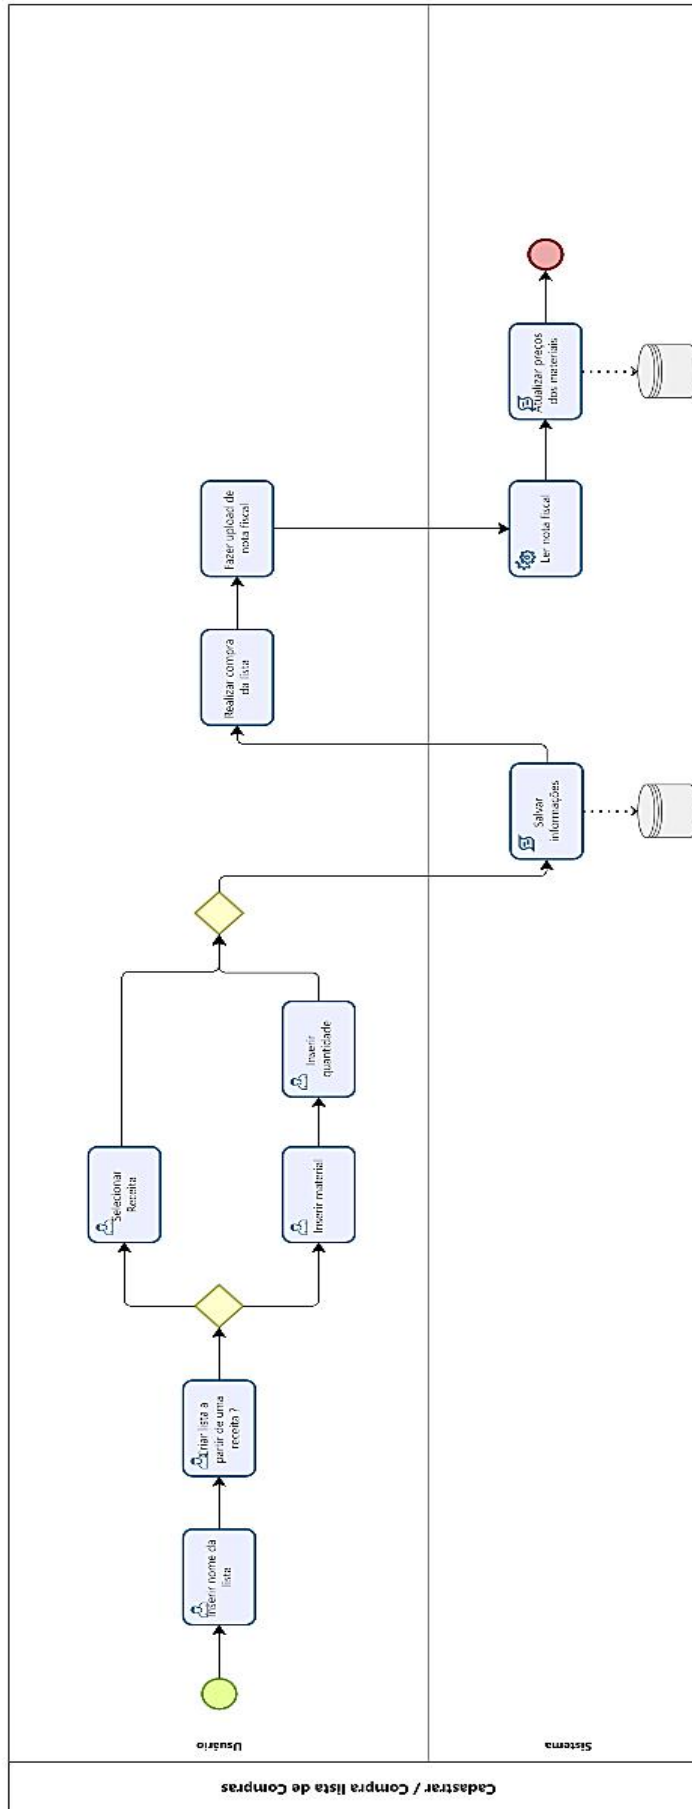 Cadastrar / Compra lista de Compras
Usuário
Sistema
Inserir nome da
lista
Criar lista a
partir de uma
receita ?
Selecionar
Receita
Inserir material
Inserir
quantidade
Salvar
informações
Realizar compra
da lista
Fazer upload de
nota fiscal
Ler nota fiscal
Atualizar preços
dos materiais